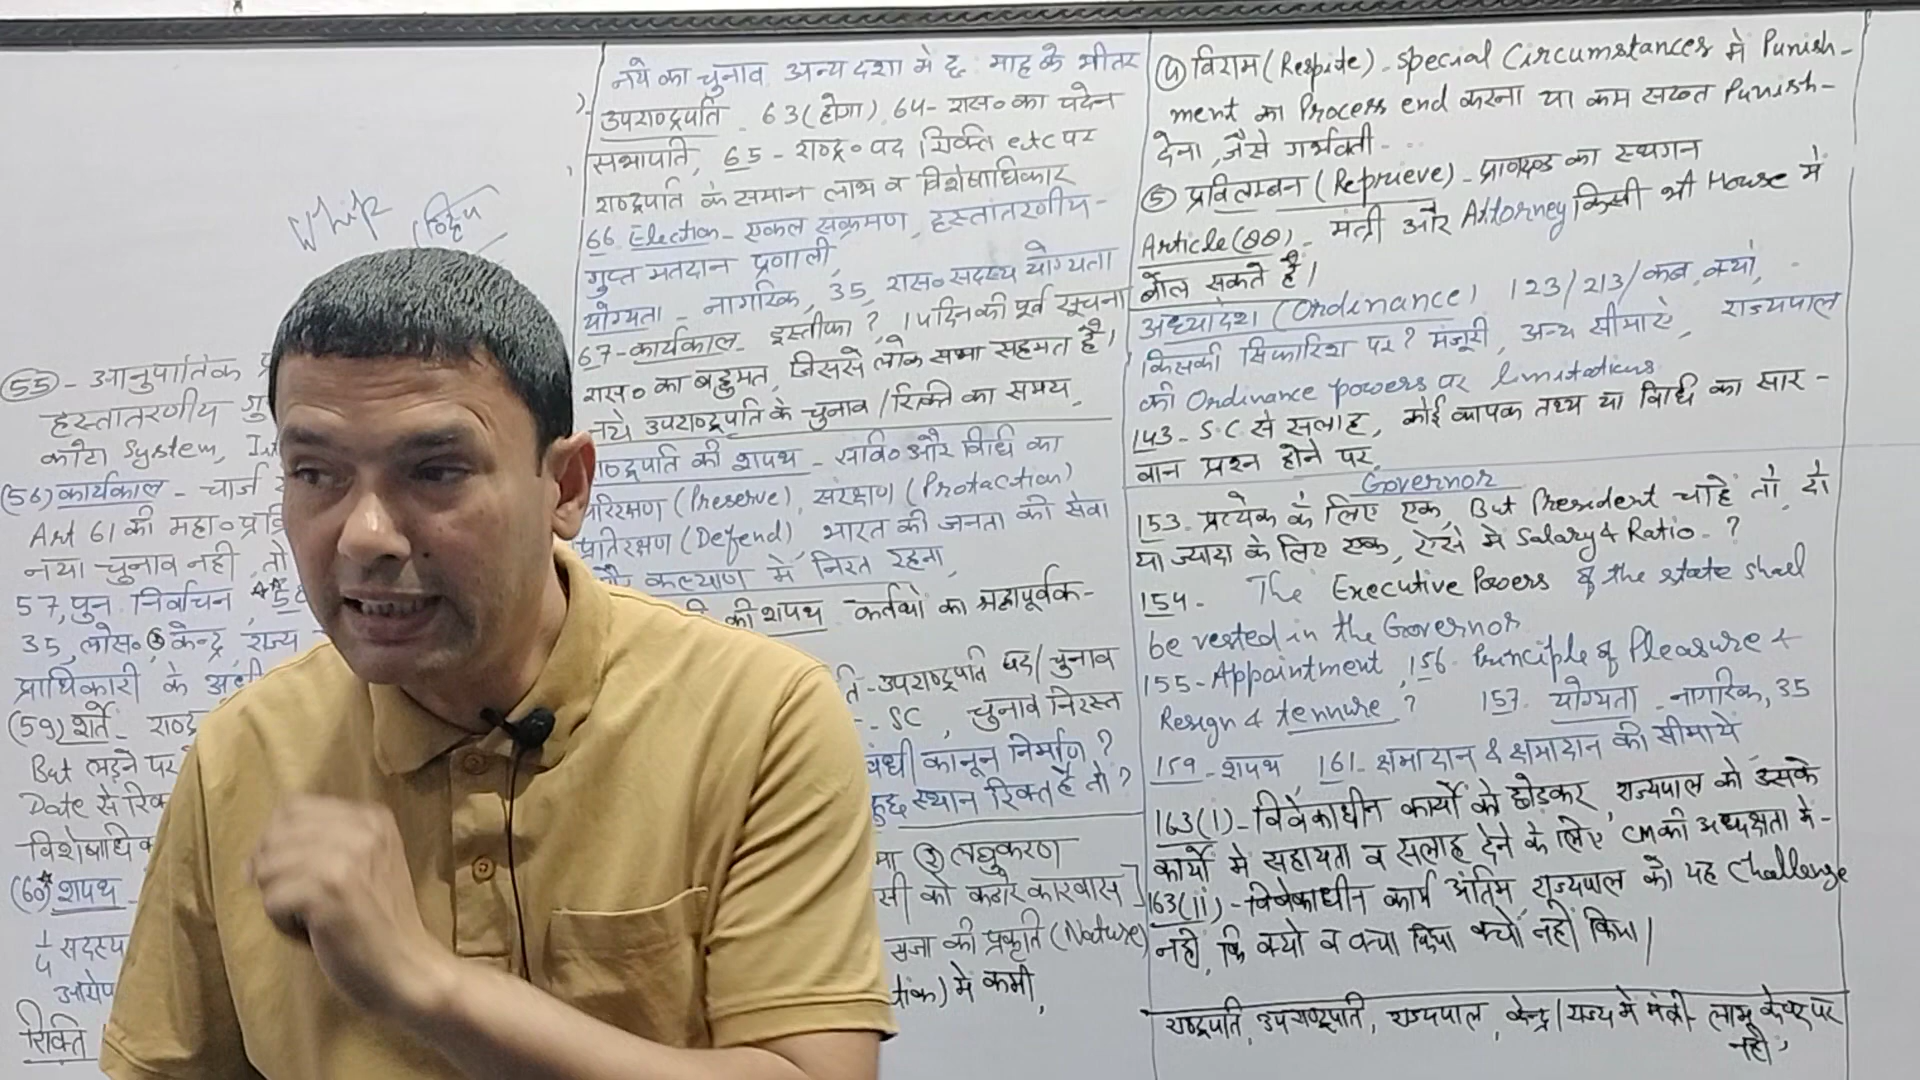 Whip
(55) - आनुपातिक
हस्तातरणीय गु
कोटा System,
(56) कार्यकाल - चार्ज
Art 61 की महा॰
नया चुनाव नही, तो
57, पुन निर्वाचन
35, लोस॰ केन्द्र, राज्य
प्राधिकारी के अधी
(59) शर्ते - राष्ट्र
But लड़ने पर
Date से रिक्त
विशेषाधिक
(60) शपथ -
1/4 सदस्य
आरोप
रिक्ति
नये का चुनाव अन्य दशा मे छ: माह के भीतर
उपराष्ट्रपति - 63 (होगा), 64 - रास॰ का पदेन
सभापति, 65 - राष्ट्र॰ पद रिक्ति etc पर
राष्ट्रपति के समान लाभ व विशेषाधिकार
66 Election - एकल संक्रमण, हस्तांतरणीय -
गुप्त मतदान प्रणाली,
योग्यता - नागरिक, 35, रास॰ सदस्य योग्यता
67 - कार्यकाल - इस्तीफा ?, 14 दिन की पूर्व सूचना
रास॰ का बहुमत, जिससे लोक सभा सहमत है।
नये उपराष्ट्रपति के चुनाव / रिक्ति का समय,
राष्ट्रपति की शपथ - संवि॰ और विधि का
परिरक्षण (Preserve), संरक्षण (Protaction)
प्रतिरक्षण (Defend) भारत की जनता की सेवा
और कल्याण में निरत रहना,
की शपथ कर्तव्यों का श्रद्धापूर्वक -
ति - उपराष्ट्रपति पद / चुनाव
- SC, चुनाव निरस्त
बंधी कानून निर्माण ?
कुछ स्थान रिक्त है तो ?
मा (3) लघुकरण
सी को कठोर कारवास
सजा की प्रकृति (Nature)
में कमी,
(4) विराम (Respite) - Special Circumstances मे Punish-
ment का Process end करना या कम सख्त Punish-
देना, जैसे गर्भवती -
(5) प्रविलम्बन (Reprieve) - प्राणदण्ड का स्थगन
Article (88) - मंत्री और Attorney किसी भी House मे
बोल सकते है।
अध्यादेश (Ordinance) 123/213/ कब, क्यो,
किसकी सिफारिश पर ? मंजूरी, अन्य सीमाएं, राज्यपाल
की Ordinance powers पर limitations
143 - S.C से सलाह, कोई व्यापक तथ्य या विधि का सार -
वान प्रश्न होने पर
Governor
153 - प्रत्येक के लिए एक, But President चाहे तो, दो
या ज्यादा के लिए एक, ऐसे मे Salary & Ratio - ?
154 - The Executive Powers of the state shall
be vested in the Governor
155 - Appointment, 156. Principle of Pleasure &
Resign & tennure ? 157. योग्यता - नागरिक, 35
159 - शपथ 161 - क्षमादान & क्षमादान की सीमाये
163(i) - विवेकाधीन कार्यो को छोड़कर, राज्यपाल को उसके
कार्यो मे सहायता व सलाह देने के लिए CM की अध्यक्षता मे -
163(ii) - विवेकाधीन कार्य अंतिम राज्यपाल को यह challenge
नही, कि क्यो व क्या किया क्यों नही किया।
राष्ट्रपति, उपराष्ट्रपति, राज्यपाल, केन्द्र / राज्य मे मंत्री - लाभ के पद पर
नही,